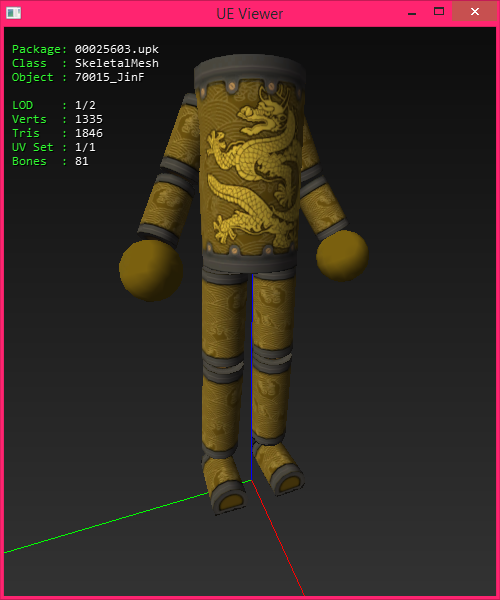 UE Viewer
Package: 00025603.upk
Class  : SkeletalMesh
Object : 70015_JinF
LOD    : 1/2
Verts  : 1335
Tris   : 1846
UV Set : 1/1
Bones  : 81